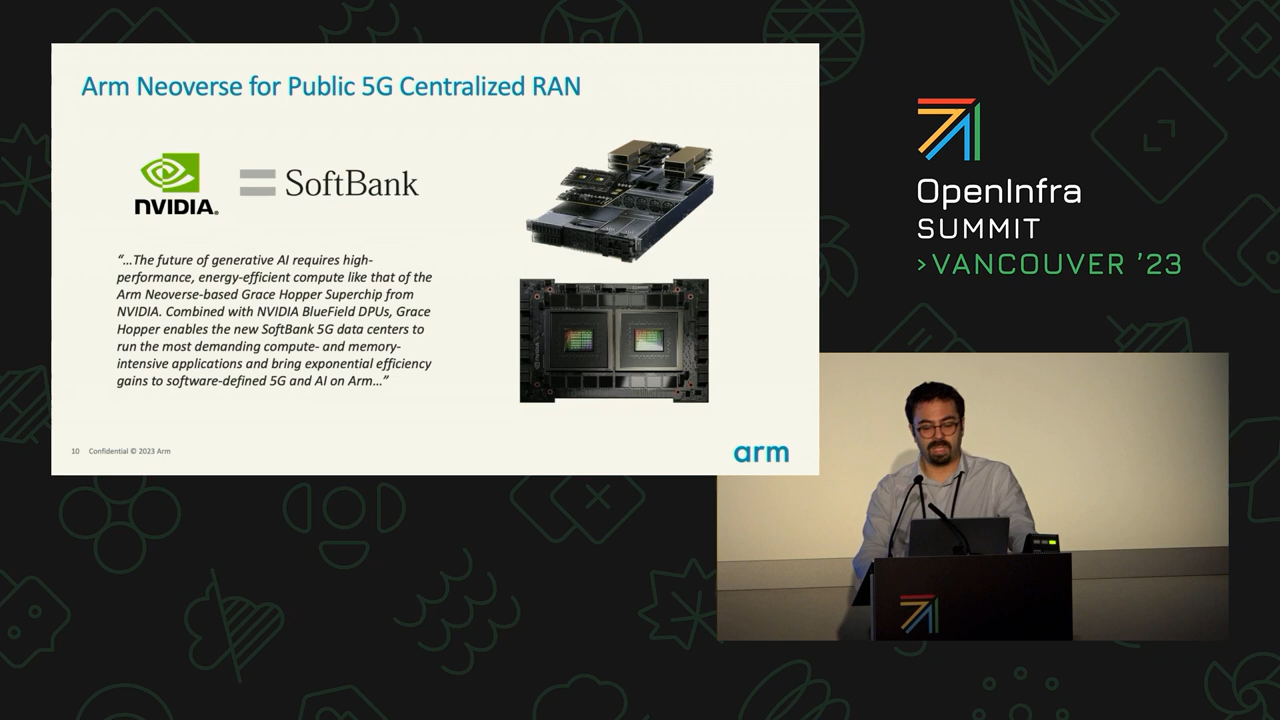 Arm Neoverse for Public 5G Centralized RAN
NVIDIA.
SoftBank
“…The future of generative AI requires high-
performance, energy-efficient compute like that of the
Arm Neoverse-based Grace Hopper Superchip from
NVIDIA. Combined with NVIDIA BlueField DPUs, Grace
Hopper enables the new SoftBank 5G data centers to
run the most demanding compute- and memory-
intensive applications and bring exponential efficiency
gains to software-defined 5G and AI on Arm…”
10 Confidential © 2023 Arm
arm
OpenInfra
SUMMIT
>VANCOUVER ’23